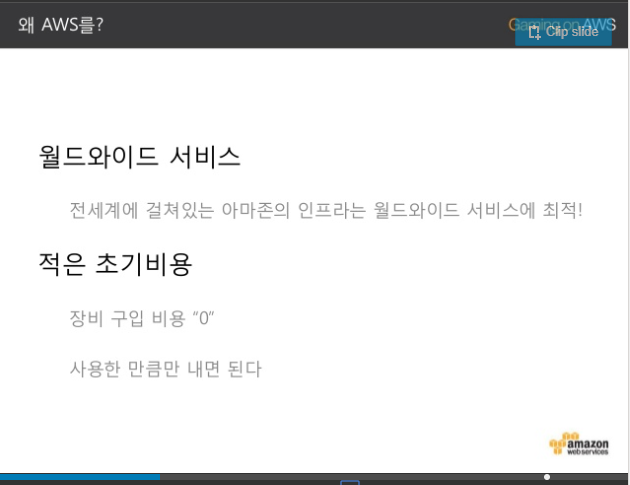 왜 AWS를?
Gaming on AWS
Clip slide
월드와이드 서비스
전세계에 걸쳐있는 아마존의 인프라는 월드와이드 서비스에 최적!
적은 초기비용
장비 구입 비용 “0”
사용한 만큼만 내면 된다
amazon
web services